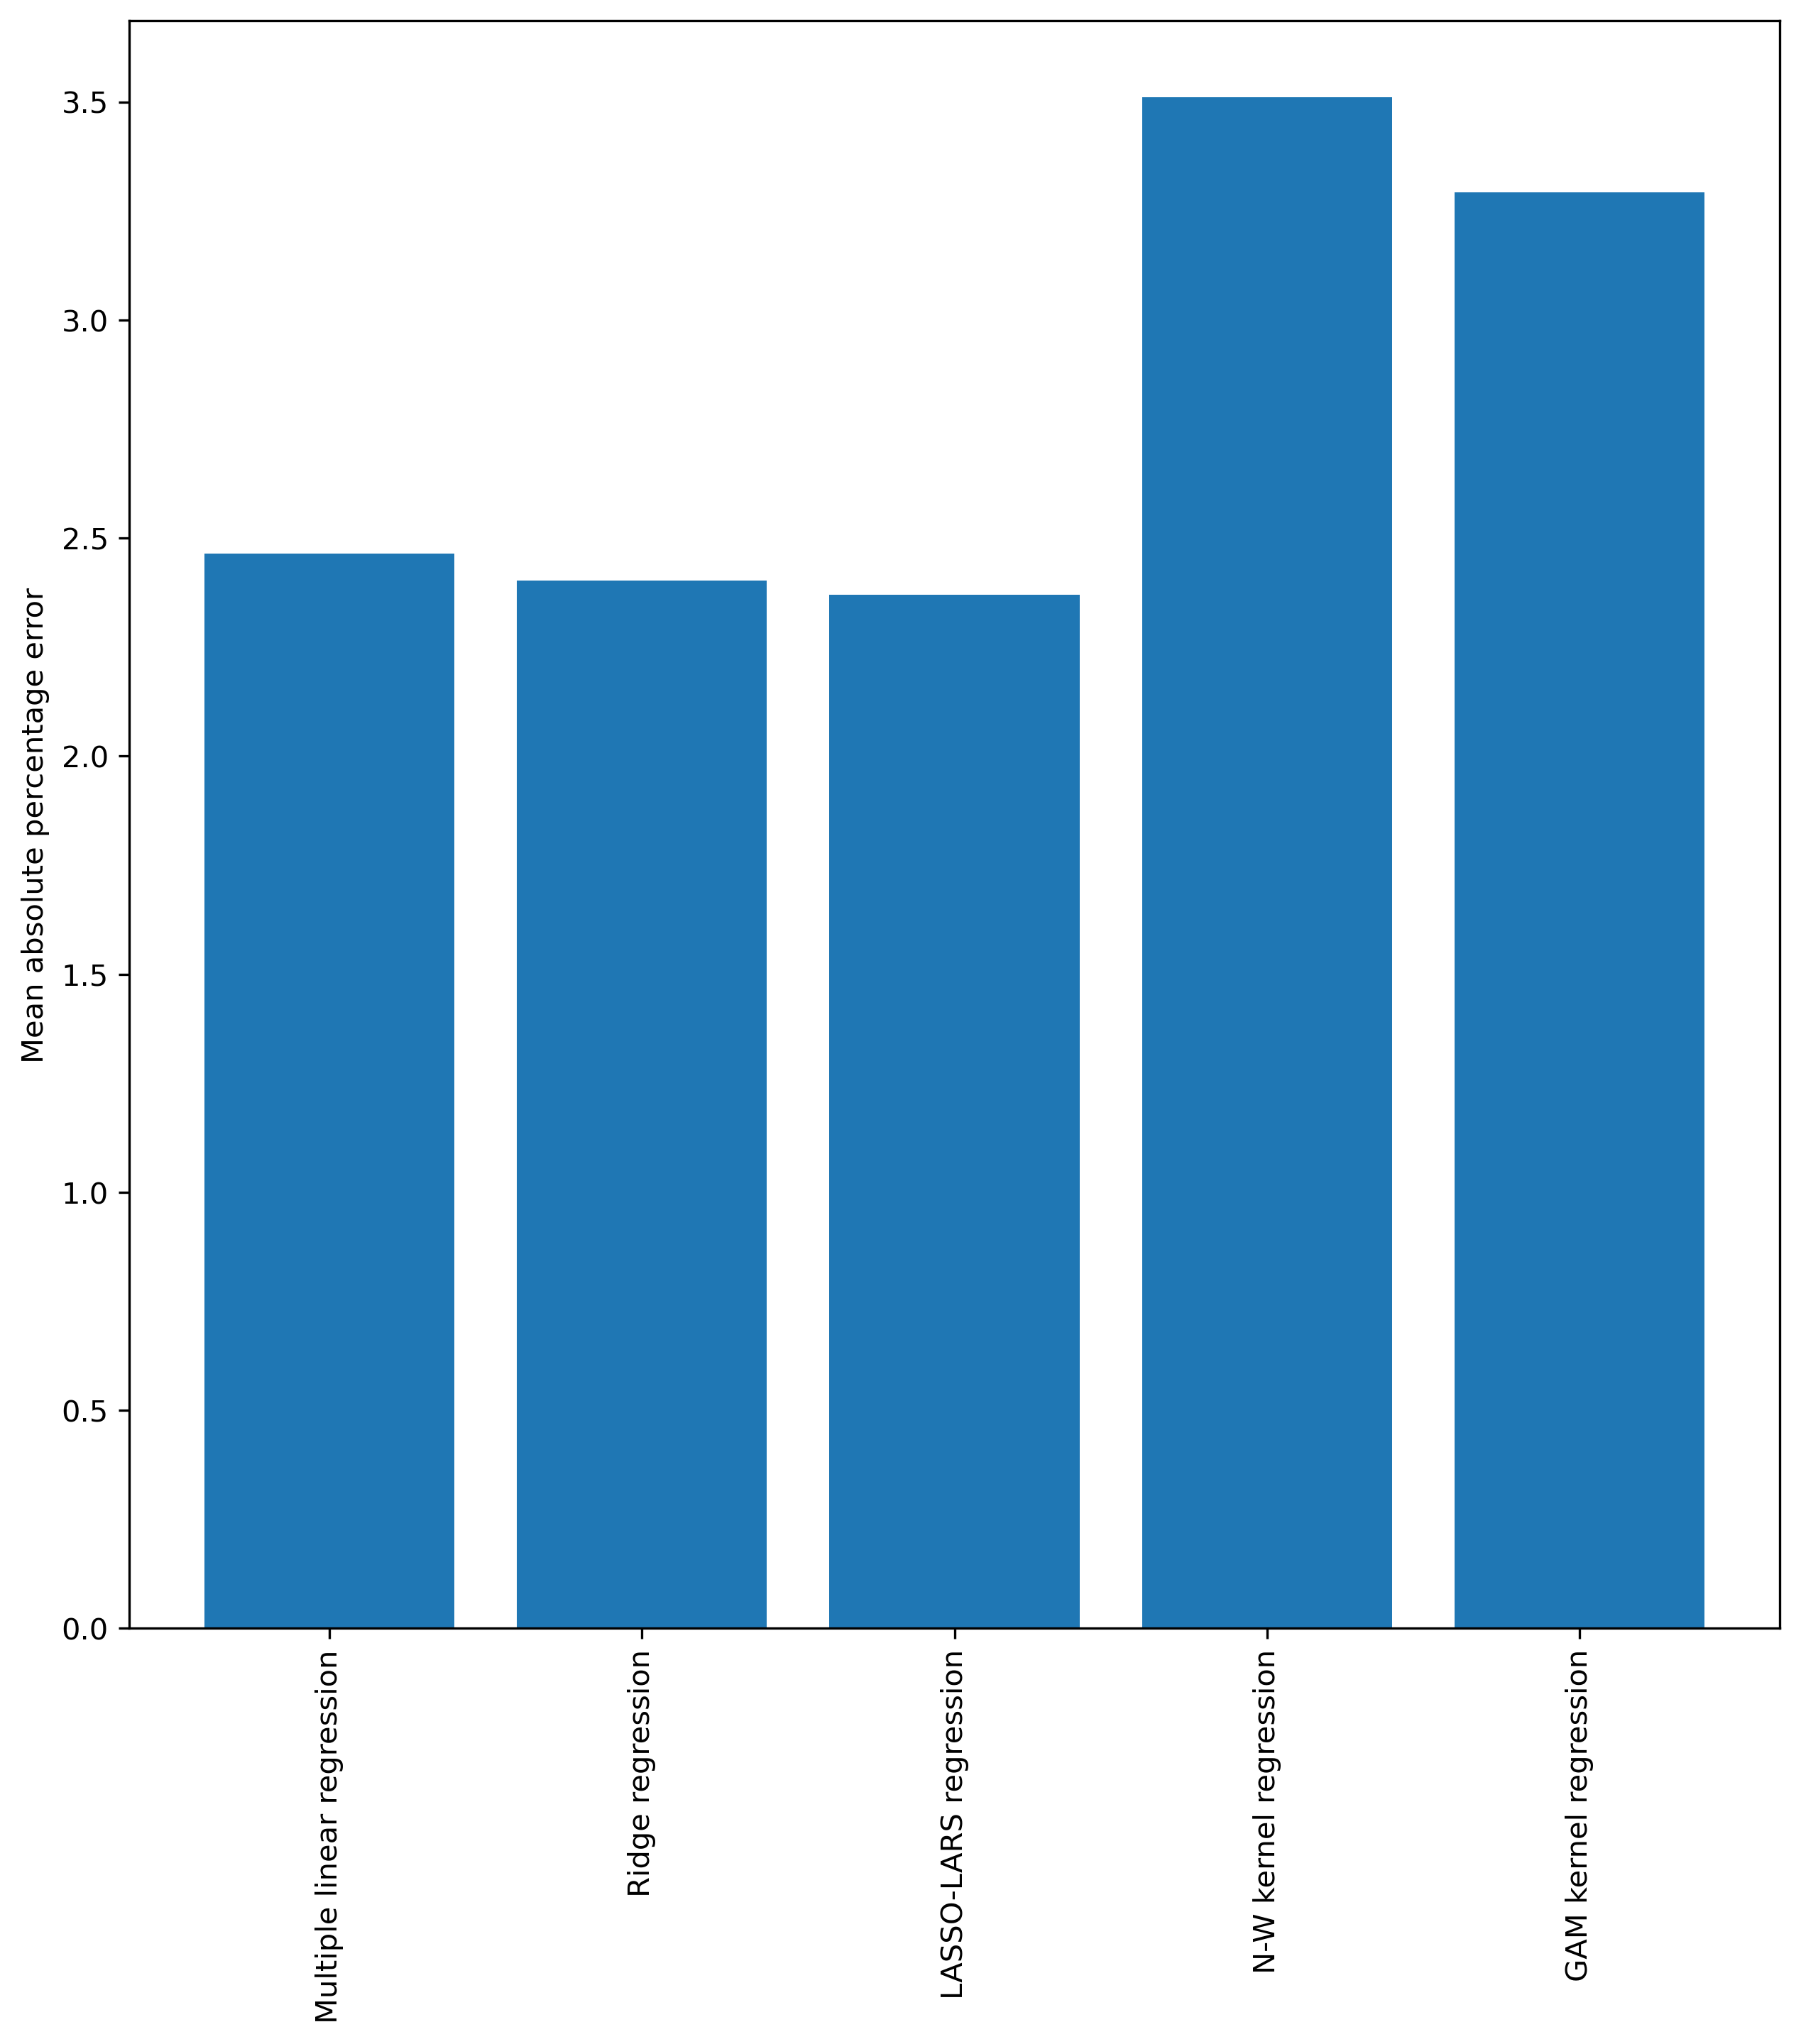 Mean absolute percentage error
3.5
3.0
2.5
2.0
1.5
1.0
0.5
0.0
Multiple linear regression
Ridge regression
LASSO-LARS regression
N-W kernel regression
GAM kernel regression